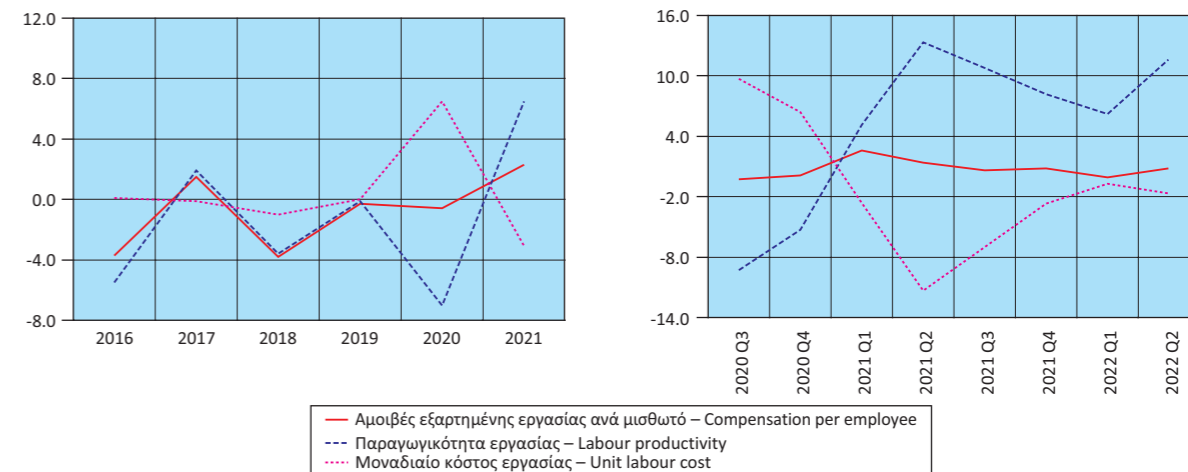 12.0
8.0
4.0
0.0
-4.0
-8.0
2016 2017 2018 2019 2020 2021
16.0
10.0
4.0
-2.0
-8.0
-14.0
2020 Q3 2020 Q4 2021 Q1 2021 Q2 2021 Q3 2021 Q4 2022 Q1 2022 Q2
Αμοιβές εξαρτημένης εργασίας ανά μισθωτό – Compensation per employee
Παραγωγικότητα εργασίας – Labour productivity
Μοναδιαίο κόστος εργασίας – Unit labour cost